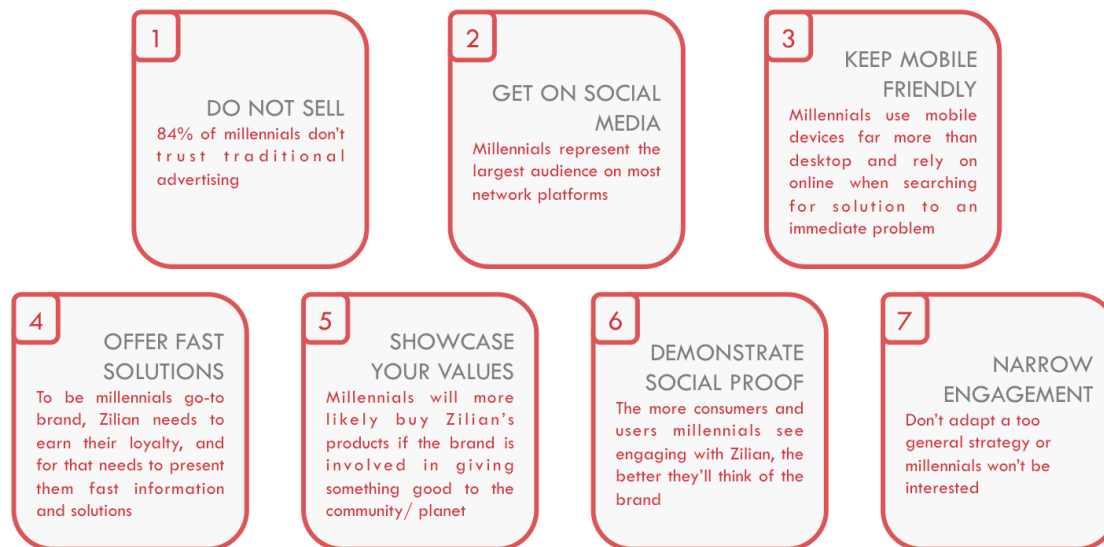 1
DO NOT SELL
84% of millennials don't
trust traditional
advertising
2
GET ON SOCIAL
MEDIA
Millennials represent the
largest audience on most
network platforms
3
KEEP MOBILE
FRIENDLY
Millennials use mobile
devices far more than
desktop and rely on
online when searching
for solution to an
immediate problem
4
OFFER FAST
SOLUTIONS
To be millennials go-to
brand, Zilian needs to
earn their loyalty, and
for that needs to present
them fast information
and solutions
5
SHOWCASE
YOUR VALUES
Millennials will more
likely buy Zilian's
products if the brand is
involved in giving
something good to the
community/ planet
6
DEMONSTRATE
SOCIAL PROOF
The more consumers and
users millennials see
engaging with Zilian, the
better they'll think of the
brand
7
NARROW
ENGAGEMENT
Don't adapt a too
general strategy or
millennials won't be
interested